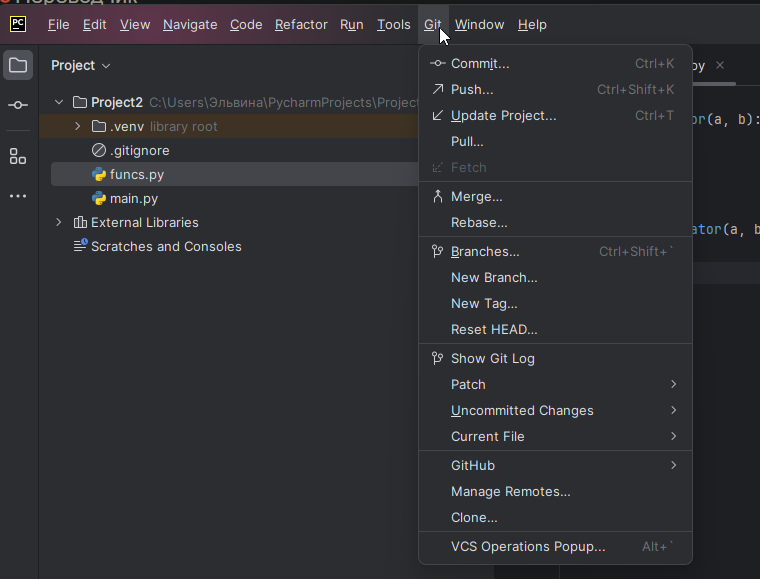 Переводчик
PC File Edit View Navigate Code Refactor Run Tools Git Window Help
Project
Project2 C:\Users\Эльвина\PycharmProjects\Project
.venv library root
.gitignore
funcs.py
main.py
External Libraries
Scratches and Consoles
Commit... Ctrl+K
Push... Ctrl+Shift+K
Update Project... Ctrl+T
Pull...
Fetch
Merge...
Rebase...
Branches... Ctrl+Shift+`
New Branch...
New Tag...
Reset HEAD...
Show Git Log
Patch
Uncommitted Changes
Current File
GitHub
Manage Remotes...
Clone...
VCS Operations Popup... Alt+`
py
or(a, b):
ator(a, b